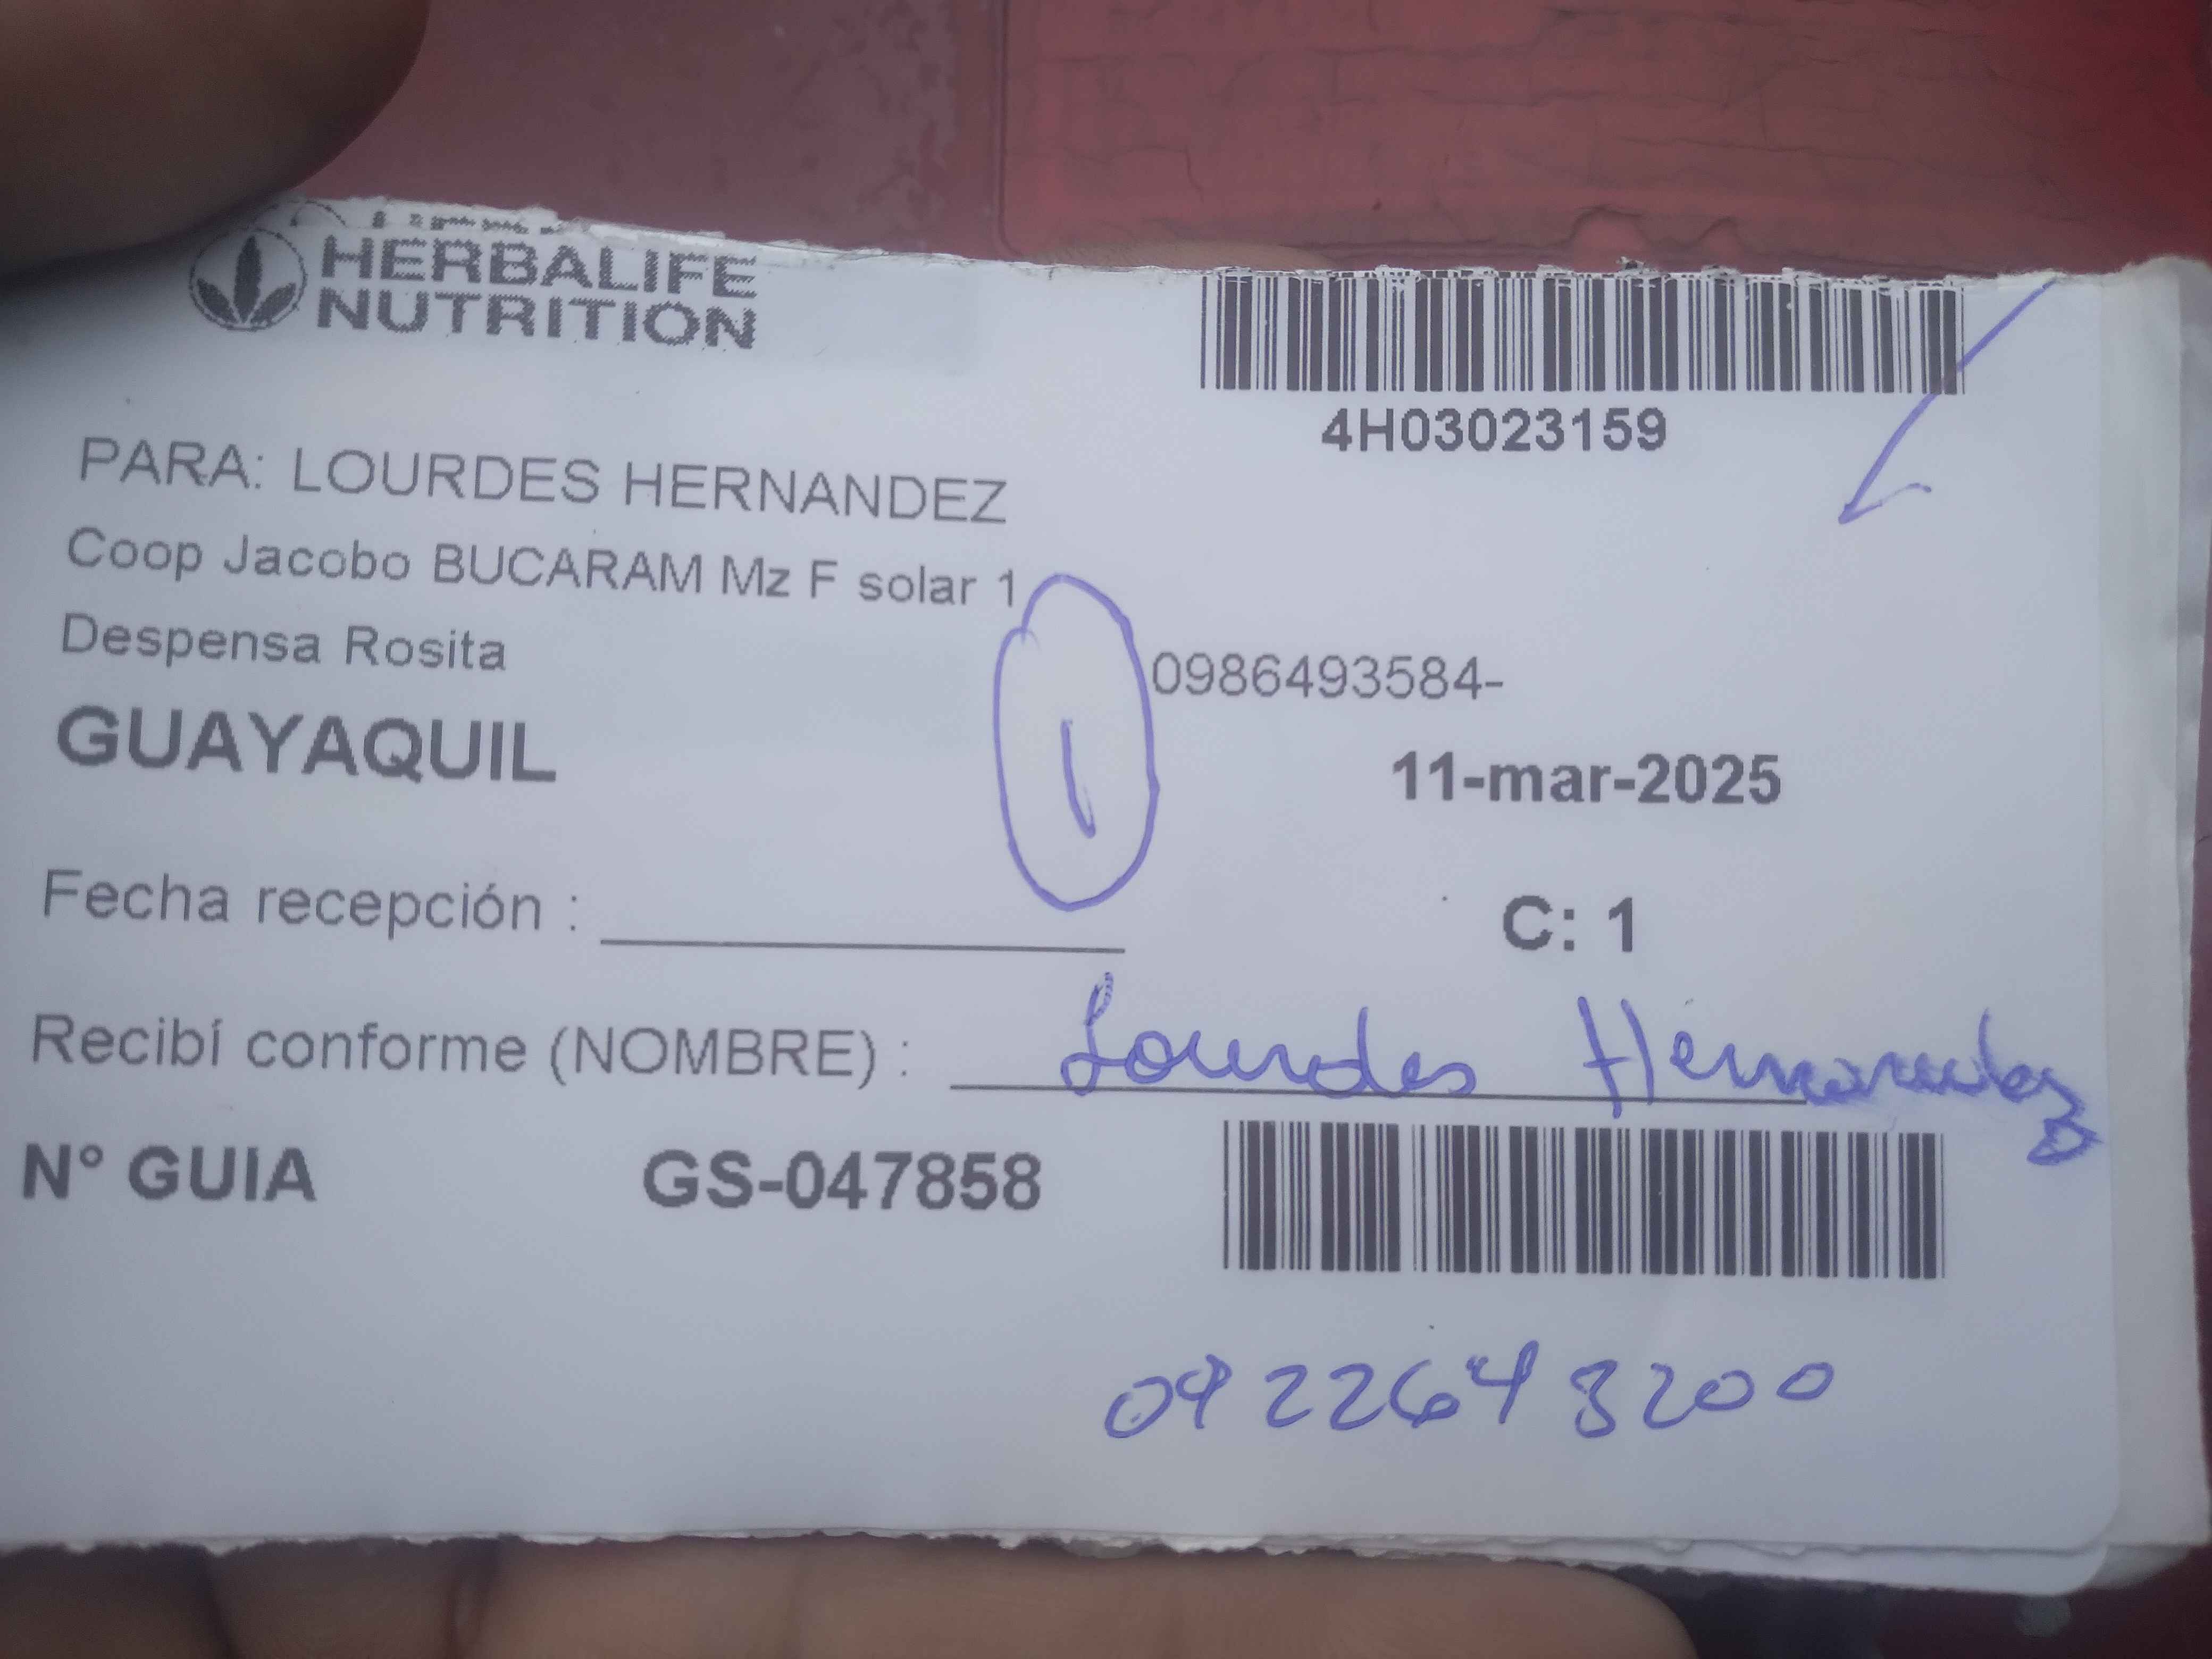 HERBALIFE
NUTRITION
4H03023159
PARA: LOURDES HERNANDEZ
Coop Jacobo BUCARAM Mz F solar 1
Despensa Rosita
0986493584-
GUAYAQUIL
1
11-mar-2025
Fecha recepción :
C: 1
Recibí conforme (NOMBRE) : Lourdes Hernandez
N° GUIA GS-047858
0922643200